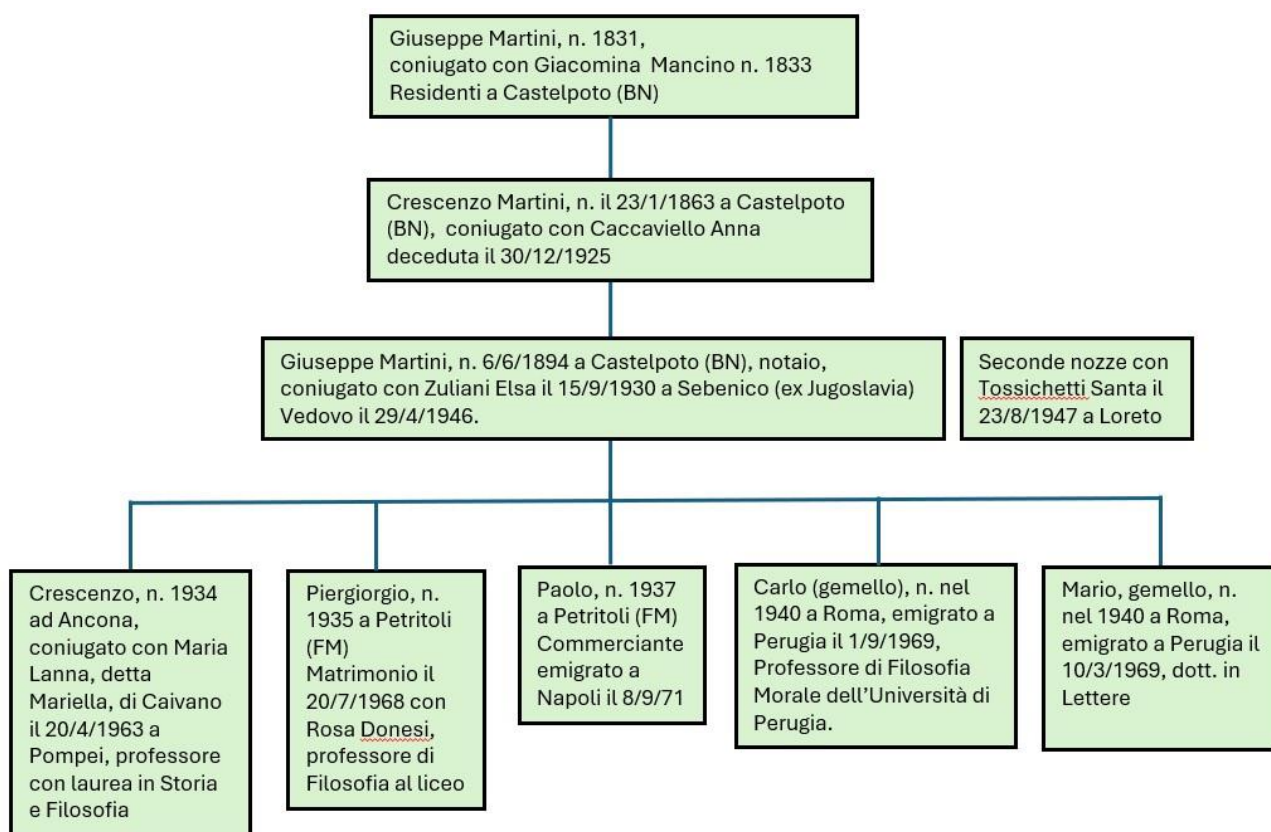 Giuseppe Martini, n. 1831,
coniugato con Giacomina  Mancino n. 1833
Residenti a Castelpoto (BN)
Crescenzo Martini, n. il 23/1/1863 a Castelpoto
(BN),  coniugato con Caccaviello Anna
deceduta il 30/12/1925
Giuseppe Martini, n. 6/6/1894 a Castelpoto (BN), notaio,
coniugato con Zuliani Elsa il 15/9/1930 a Sebenico (ex Jugoslavia)
Vedovo il 29/4/1946.
Seconde nozze con
Tossichetti Santa il
23/8/1947 a Loreto
Crescenzo, n. 1934
ad Ancona,
coniugato con Maria
Lanna, detta
Mariella, di Caivano
il 20/4/1963 a
Pompei, professore
con laurea in Storia
e Filosofia
Piergiorgio, n.
1935 a Petritoli
(FM)
Matrimonio il
20/7/1968 con
Rosa Donesi,
professore di
Filosofia al liceo
Paolo, n. 1937
a Petritoli (FM)
Commerciante
emigrato a
Napoli il 8/9/71
Carlo (gemello), n. nel
1940 a Roma, emigrato a
Perugia il 1/9/1969,
Professore di Filosofia
Morale dell’Università di
Perugia.
Mario, gemello, n.
nel 1940 a Roma,
emigrato a Perugia il
10/3/1969, dott. in
Lettere